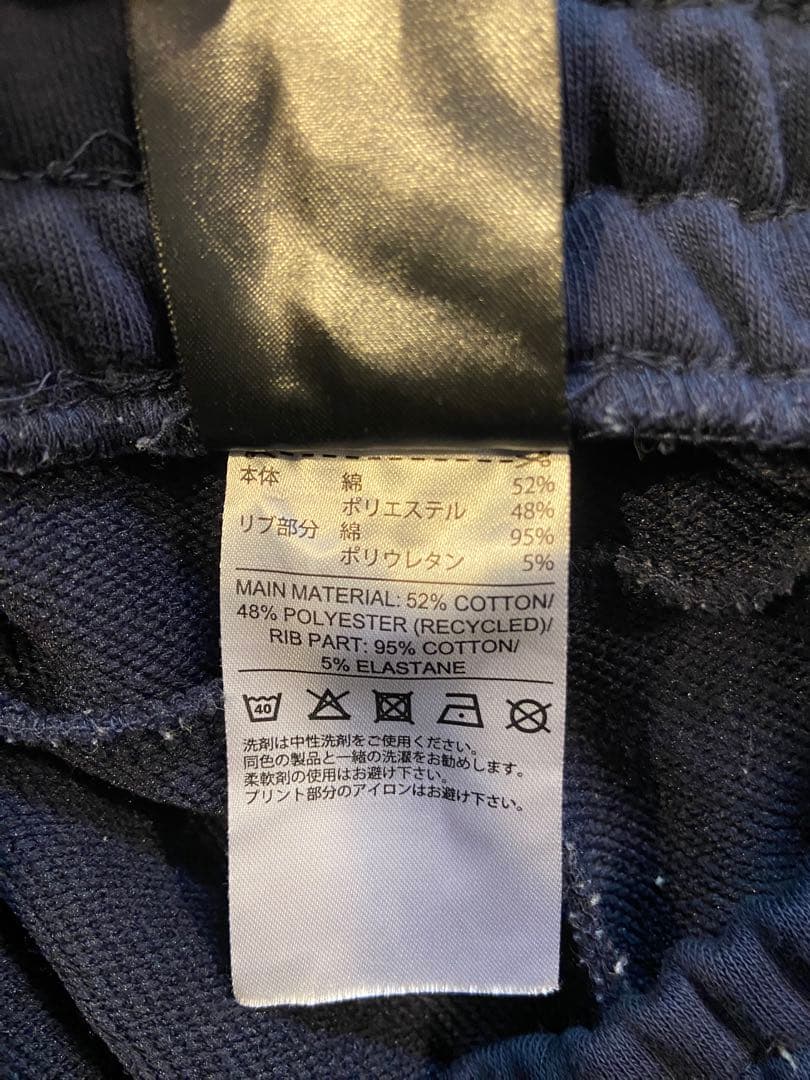 本体 綿 52%
ポリエステル 48%
リブ部分 綿 95%
ポリウレタン 5%
MAIN MATERIAL: 52% COTTON/
48% POLYESTER (RECYCLED)/
RIB PART: 95% COTTON/
5% ELASTANE
40
洗剤は中性洗剤をご使用ください。
同色の製品と一緒の洗濯をお勧めします。
柔軟剤の使用はお避け下さい。
プリント部分のアイロンはお避け下さい。